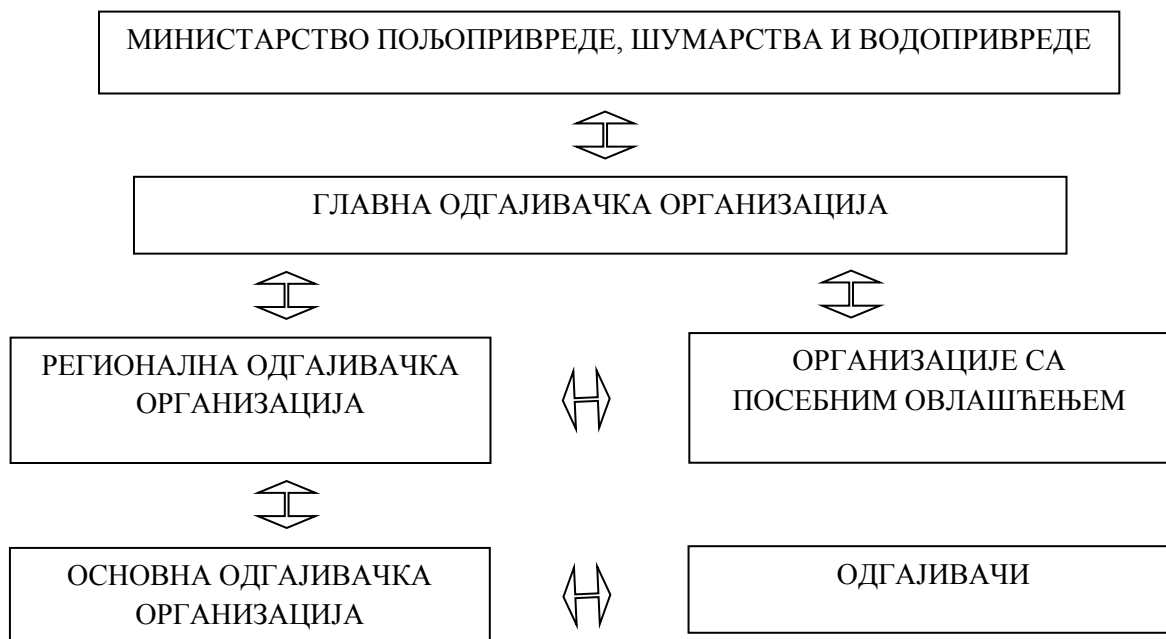 МИНИСТАРСТВО ПОЉОПРИВРЕДЕ, ШУМАРСТВА И ВОДОПРИВРЕДЕ
ГЛАВНА ОДГАЈИВАЧКА ОРГАНИЗАЦИЈА
РЕГИОНАЛНА ОДГАЈИВАЧКА
ОРГАНИЗАЦИЈА
ОРГАНИЗАЦИЈЕ СА
ПОСЕБНИМ ОВЛАШЋЕЊЕМ
ОСНОВНА ОДГАЈИВАЧКА
ОРГАНИЗАЦИЈА
ОДГАЈИВАЧИ